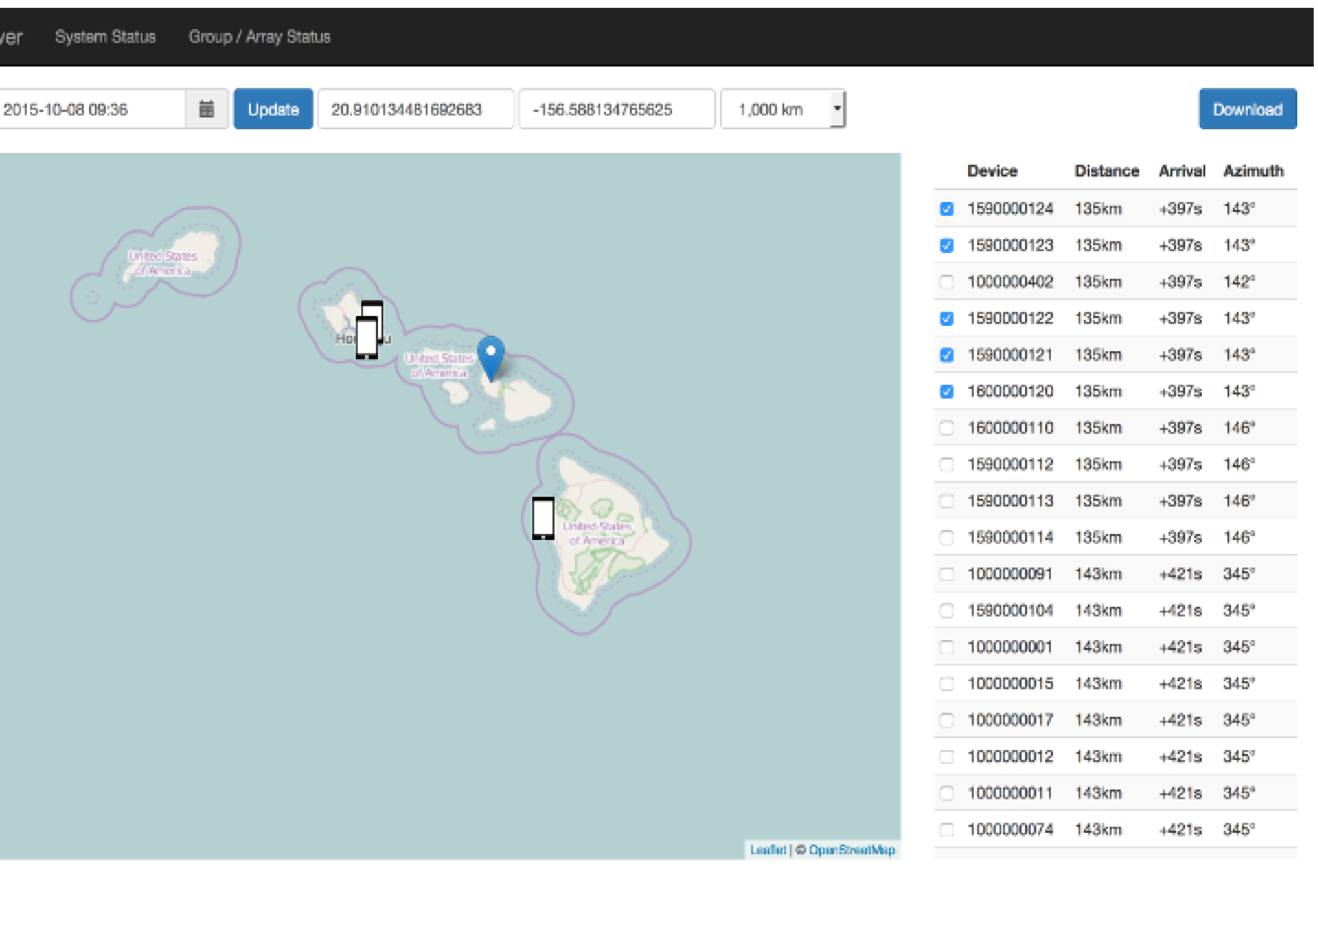 ver System Status Group / Array Status
2015-10-08 09:36 Update 20.910134481692683 -156.588134765625 1,000 km Download
Device Distance Arrival Azimuth
1590000124 135km +397s 143°
1590000123 135km +397s 143°
1000000402 135km +397s 142°
1590000122 135km +397s 143°
1590000121 135km +397s 143°
1600000120 135km +397s 143°
1600000110 135km +397s 146°
1590000112 135km +397s 146°
1590000113 135km +397s 146°
1590000114 135km +397s 146°
1000000091 143km +421s 345°
1590000104 143km +421s 345°
1000000001 143km +421s 345°
1000000015 143km +421s 345°
1000000017 143km +421s 345°
1000000012 143km +421s 345°
1000000011 143km +421s 345°
1000000074 143km +421s 345°
United States
of America
United States
of America
United States
of America
Leaflet | © OpenStreetMap